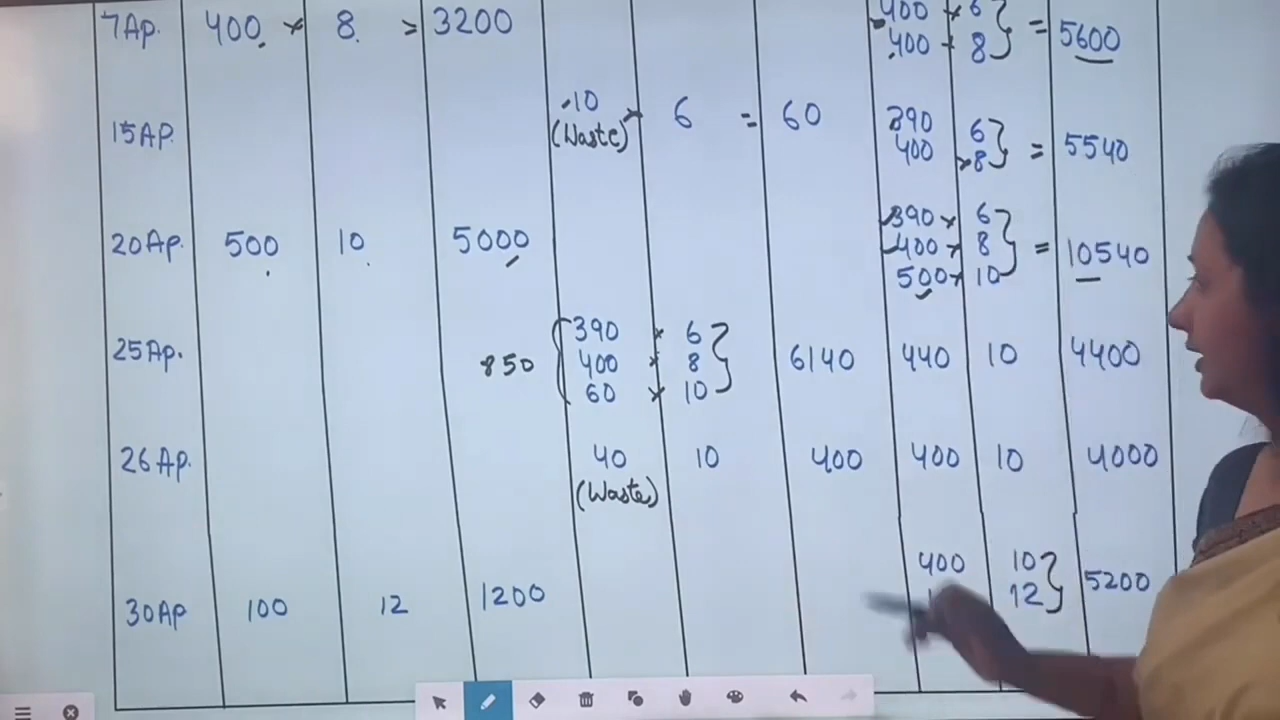 7Ap. 400 × 8 = 3200 400 × 6
400 × 8 } = 5600
15AP. 10 × 6 = 60 390 6
(Waste) 400 × 8 } = 5540
20Ap. 500 10 5000 390 × 6
400 × 8 } = 10540
500 × 10
25Ap. 850 { 390 × 6
400 × 8 } 6140 440 10 4400
60 × 10
26Ap. 40 10 400 400 10 4000
(Waste)
30Ap 100 12 1200 400 10
12 } 5200